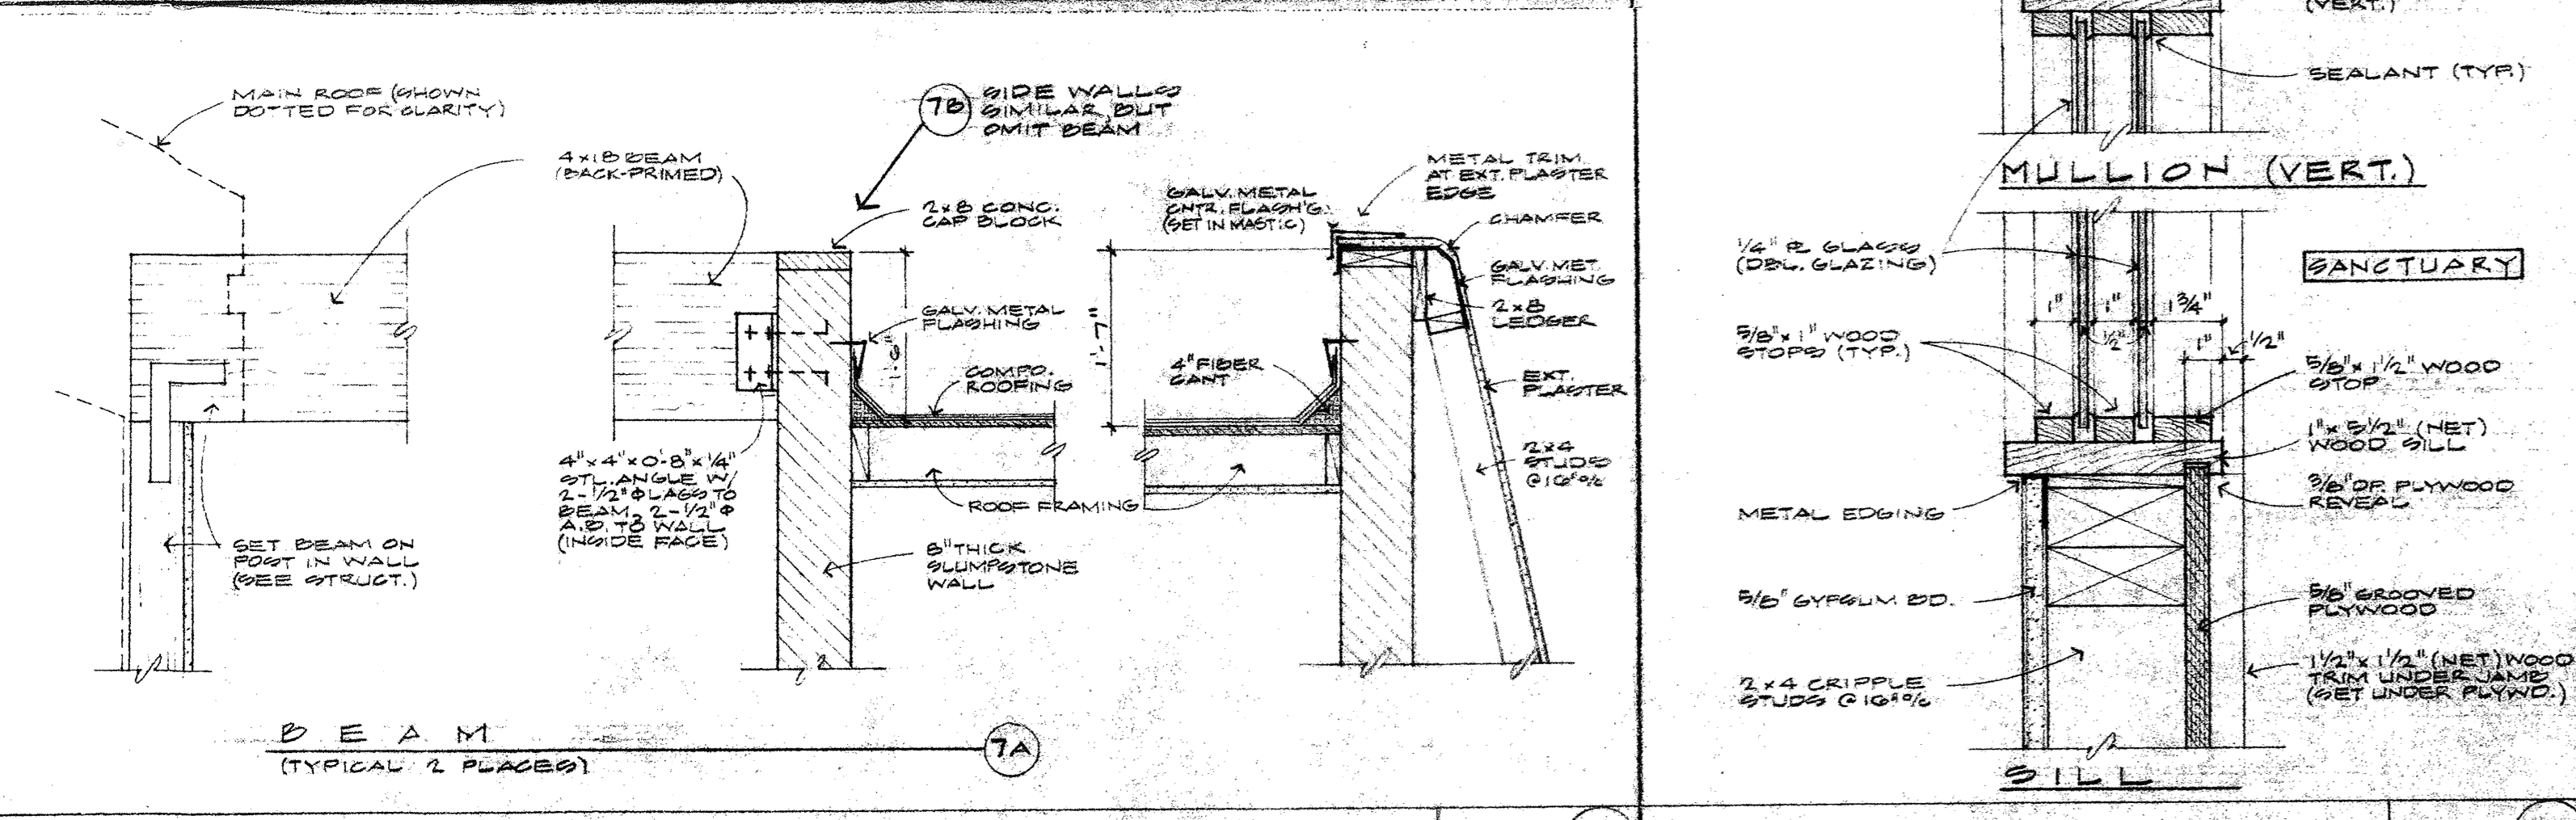 MAIN ROOF (SHOWN
DOTTED FOR CLARITY)
4x18 BEAM
(BACK-PRIMED)
7B
SIDE WALLS
SIMILAR, BUT
OMIT BEAM
2x8 CONC.
CAP BLOCK
GALV. METAL
FLASHING
COMPO.
ROOFING
ROOF FRAMING
8" THICK
SLUMPSTONE
WALL
4"x4"x0'-8"x1/4"
STL. ANGLE W/
2-1/2"Φ LAGS TO
BEAM, 2-1/2"Φ
A.B. TO WALL
(INSIDE FACE)
SET BEAM ON
POST IN WALL
(SEE STRUCT.)
1'-7"
GALV. METAL
CNTR. FLASH'G.
(SET IN MASTIC)
4" FIBER
CANT
METAL TRIM
AT EXT. PLASTER
EDGE
CHAMFER
GALV. MET.
FLASHING
2x8
LEDGER
EXT.
PLASTER
2x4
STUDS
@16"o/c
BEAM
(TYPICAL 2 PLACES)
7A
(VERT.)
SEALANT (TYP.)
MULLION (VERT.)
1/4" PL GLASS
(DBL. GLAZING)
SANCTUARY
1" 1" 1 3/4"
1/2"
1" 1/2"
5/8"x1" WOOD
STOPS (TYP.)
5/8"x1 1/2" WOOD
STOP
1"x5 1/2" (NET)
WOOD SILL
3/8" DP. PLYWOOD
REVEAL
METAL EDGING
5/8" GYPSUM BD.
5/8" GROOVED
PLYWOOD
2x4 CRIPPLE
STUDS @16"o/c
1 1/2"x1 1/2" (NET) WOOD
TRIM UNDER JAMB
(SET UNDER PLYWD.)
SILL